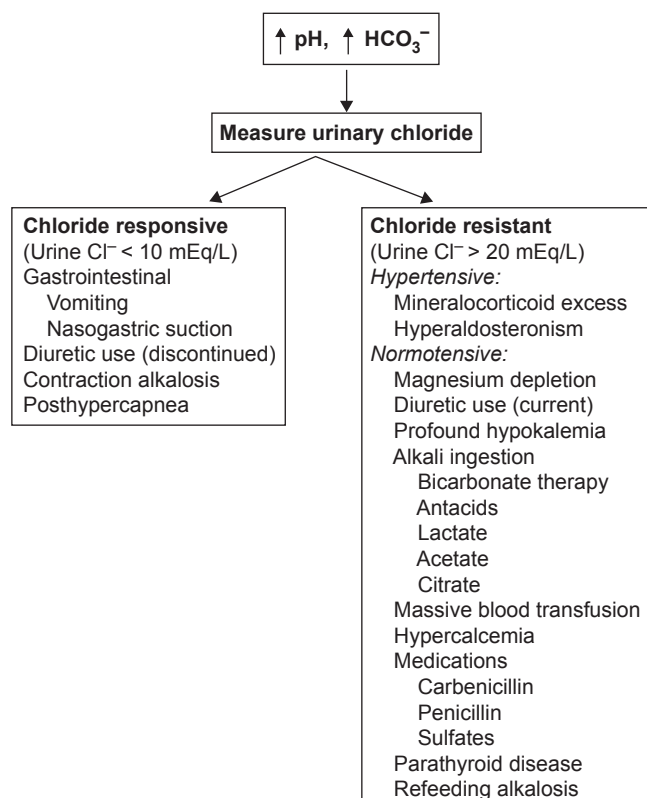 ↑ pH, ↑ HCO₃⁻
Measure urinary chloride
Chloride responsive
(Urine Cl⁻ < 10 mEq/L)
Gastrointestinal
Vomiting
Nasogastric suction
Diuretic use (discontinued)
Contraction alkalosis
Posthypercapnea
Chloride resistant
(Urine Cl⁻ > 20 mEq/L)
Hypertensive:
Mineralocorticoid excess
Hyperaldosteronism
Normotensive:
Magnesium depletion
Diuretic use (current)
Profound hypokalemia
Alkali ingestion
Bicarbonate therapy
Antacids
Lactate
Acetate
Citrate
Massive blood transfusion
Hypercalcemia
Medications
Carbenicillin
Penicillin
Sulfates
Parathyroid disease
Refeeding alkalosis